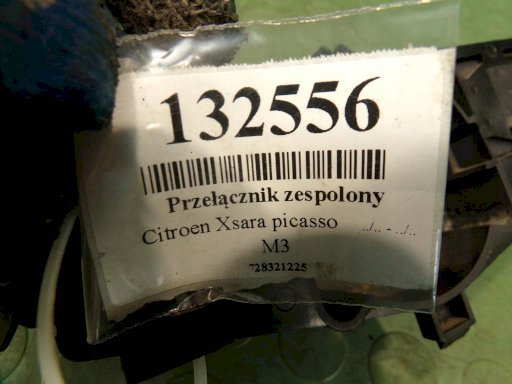 132556
Przełącznik zespolony
Citroen Xsara picasso ../.. - ../..
M3
728321225